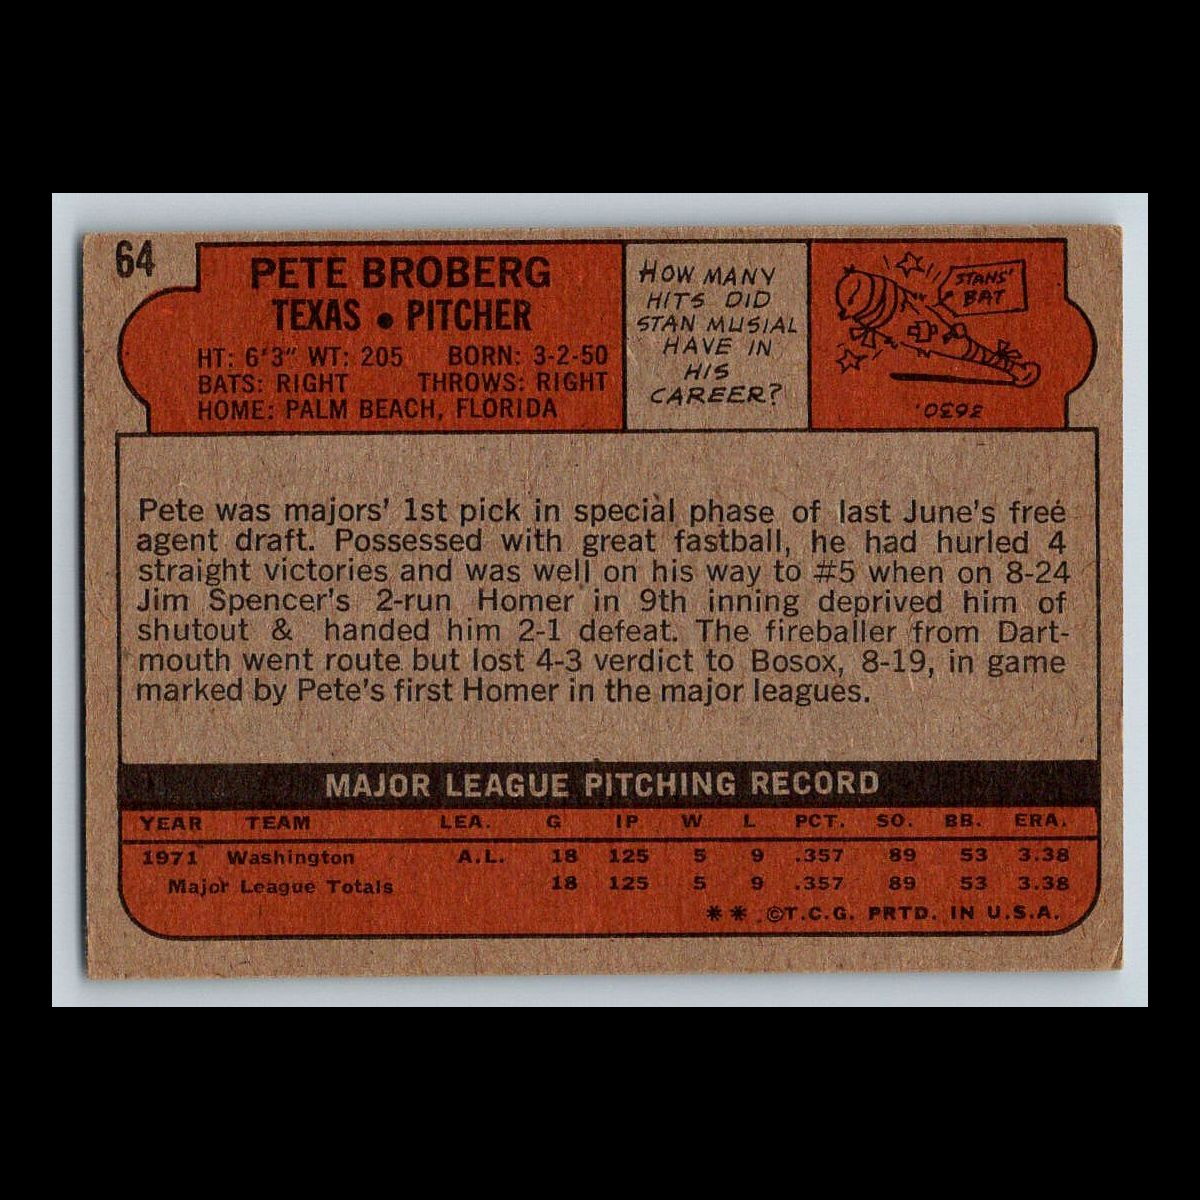 64
PETE BROBERG
TEXAS • PITCHER
HT: 6'3" WT: 205 BORN: 3-2-50
BATS: RIGHT THROWS: RIGHT
HOME: PALM BEACH, FLORIDA
HOW MANY
HITS DID
STAN MUSIAL
HAVE IN
HIS
CAREER?
STANS'
BAT
3630.
Pete was majors' 1st pick in special phase of last June's free
agent draft. Possessed with great fastball, he had hurled 4
straight victories and was well on his way to #5 when on 8-24
Jim Spencer's 2-run Homer in 9th inning deprived him of
shutout & handed him 2-1 defeat. The fireballer from Dart-
mouth went route but lost 4-3 verdict to Bosox, 8-19, in game
marked by Pete's first Homer in the major leagues.
MAJOR LEAGUE PITCHING RECORD
YEAR TEAM LEA. G IP W L PCT. SO. BB. ERA.
1971 Washington A.L. 18 125 5 9 .357 89 53 3.38
Major League Totals 18 125 5 9 .357 89 53 3.38
** ©T.C.G. PRTD. IN U.S.A.